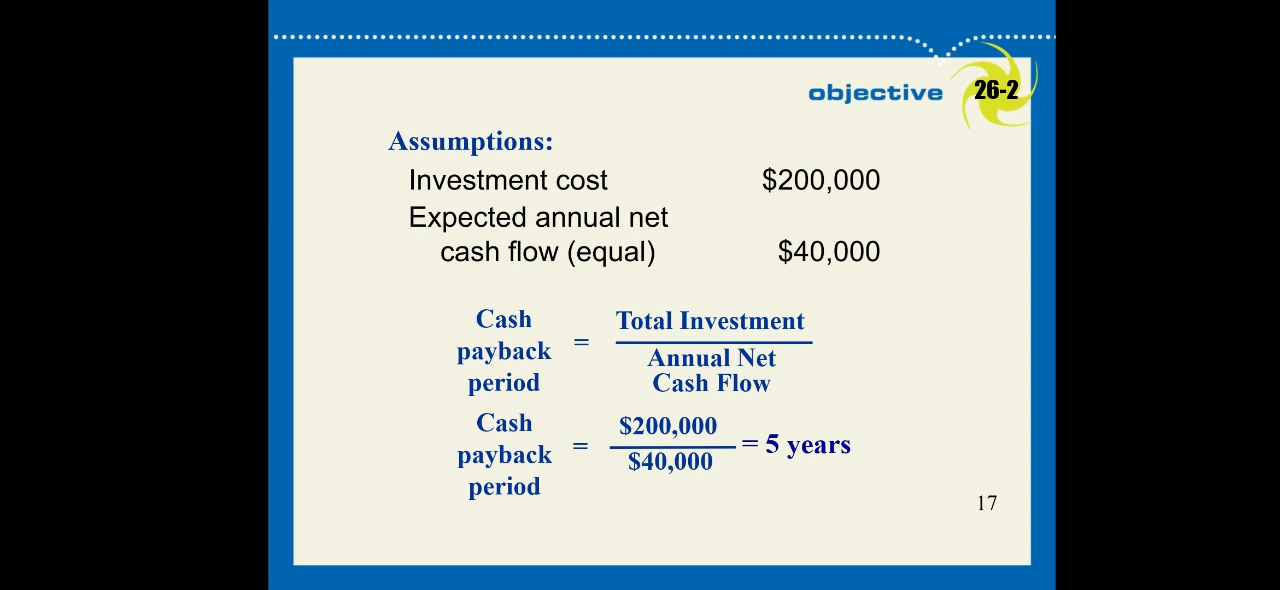 objective 26-2
Assumptions:
Investment cost $200,000
Expected annual net
cash flow (equal) $40,000
Cash
payback
period
=
Total Investment
Annual Net
Cash Flow
Cash
payback
period
=
$200,000
$40,000
= 5 years
17